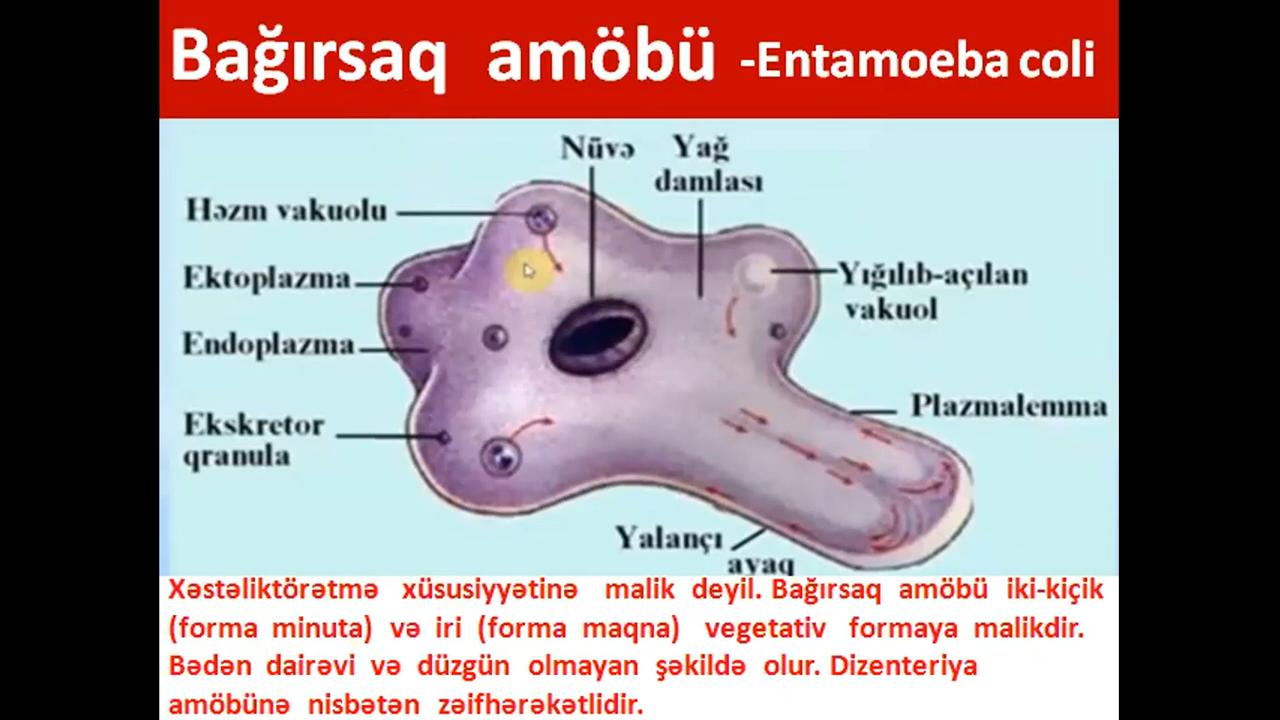 Bağırsaq amöbü -Entamoeba coli
Nüvə
Yağ
damlası
Həzm vakuolu
Ektoplazma
Endoplazma
Ekskretor
qranula
Yığılıb-açılan
vakuol
Plazmalemma
Yalançı
ayaq
Xəstəliktörətmə xüsusiyyətinə malik deyil. Bağırsaq amöbü iki-kiçik
(forma minuta) və iri (forma maqna) vegetativ formaya malikdir.
Bədən dairəvi və düzgün olmayan şəkildə olur. Dizenteriya
amöbünə nisbətən zəifhərəkətlidir.